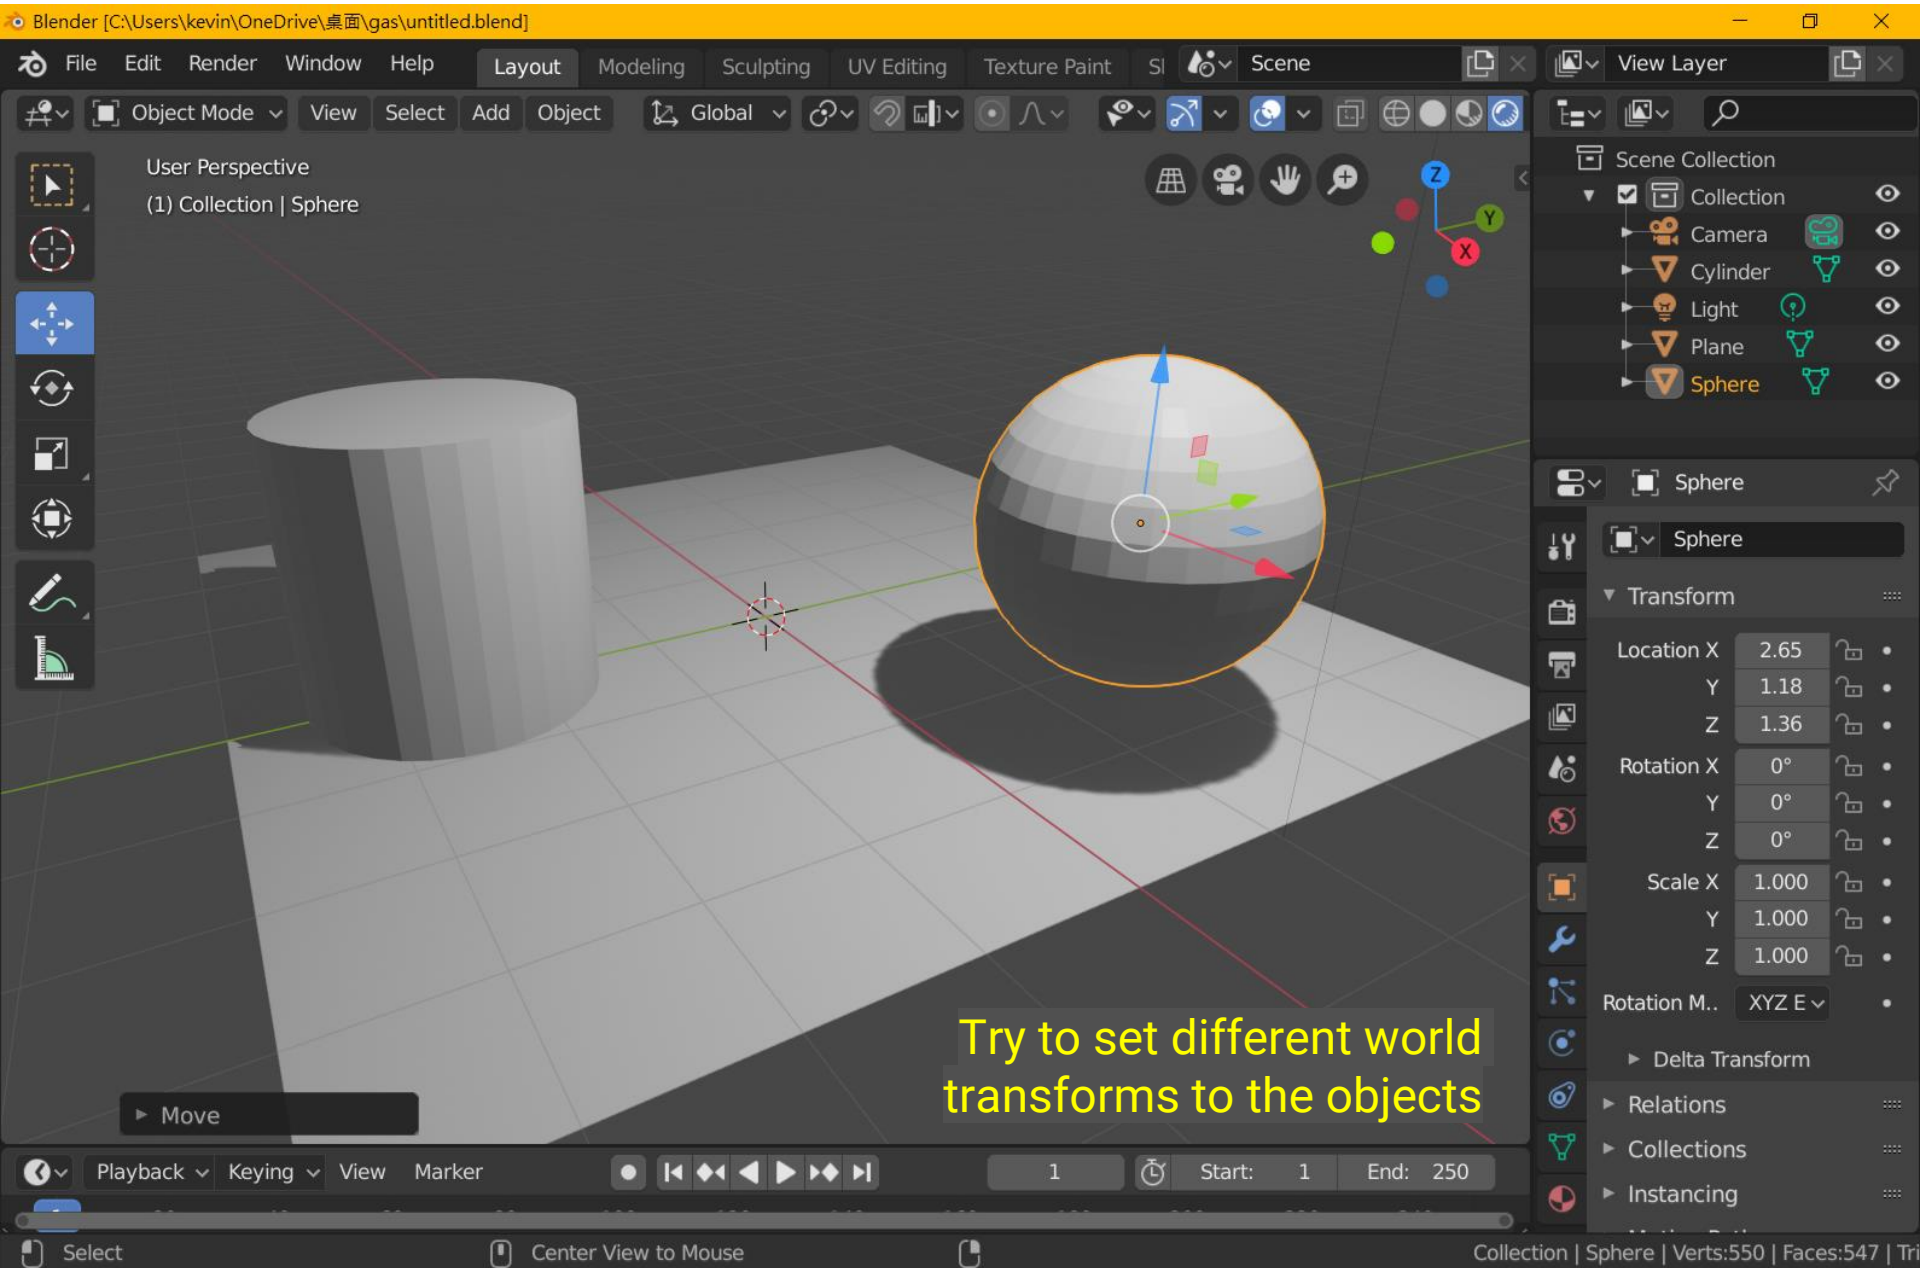 Blender [C:\Users\kevin\OneDrive\桌面\gas\untitled.blend]
File Edit Render Window Help Layout Modeling Sculpting UV Editing Texture Paint Scene View Layer
Object Mode View Select Add Object Global
User Perspective
(1) Collection | Sphere
Z
Y
X
Scene Collection
Collection
Camera
Cylinder
Light
Plane
Sphere
Sphere
Sphere
Transform
Location X 2.65
Y 1.18
Z 1.36
Rotation X 0°
Y 0°
Z 0°
Scale X 1.000
Y 1.000
Z 1.000
Rotation M.. XYZ E
Delta Transform
Relations
Collections
Instancing
Try to set different world
transforms to the objects
Move
Playback Keying View Marker 1 Start: 1 End: 250
Select Center View to Mouse Collection | Sphere | Verts:550 | Faces:547 | Tri